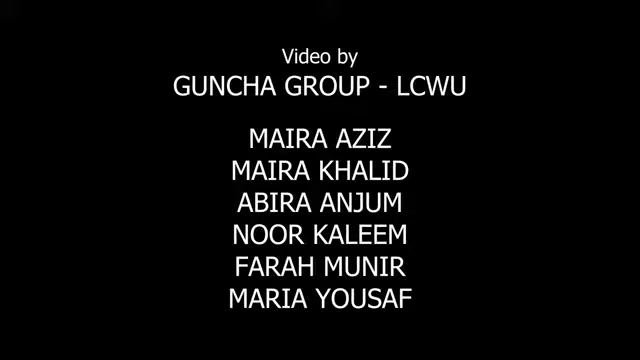 Video by
GUNCHA GROUP - LCWU
MAIRA AZIZ
MAIRA KHALID
ABIRA ANJUM
NOOR KALEEM
FARAH MUNIR
MARIA YOUSAF